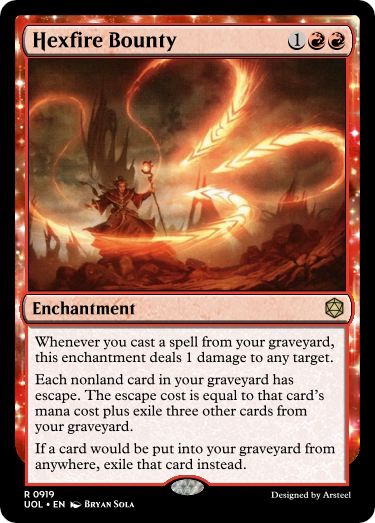 Hexfire Bounty 1
Enchantment
Whenever you cast a spell from your graveyard,
this enchantment deals 1 damage to any target.
Each nonland card in your graveyard has
escape. The escape cost is equal to that card's
mana cost plus exile three other cards from
your graveyard.
If a card would be put into your graveyard from
anywhere, exile that card instead.
R 0919
UOL • EN Bryan Sola
Designed by Arsteel